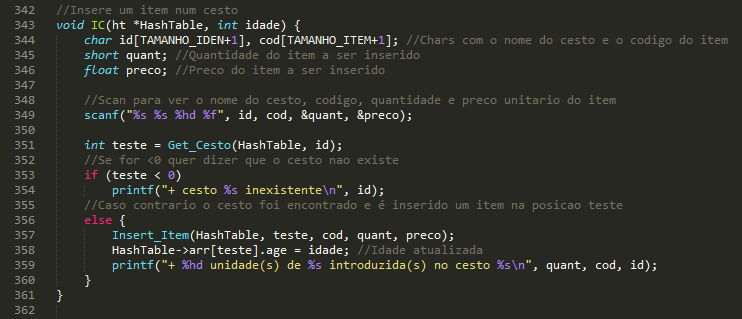 342 //Insere um item num cesto
343 void IC(ht *HashTable, int idade) {
344 char id[TAMANHO_IDEN+1], cod[TAMANHO_ITEM+1]; //Chars com o nome do cesto e o codigo do item
345 short quant; //Quantidade do item a ser inserido
346 float preco; //Preco do item a ser inserido
347
348 //Scan para ver o nome do cesto, codigo, quantidade e preco unitario do item
349 scanf("%s %s %hd %f", id, cod, &quant, &preco);
350
351 int teste = Get_Cesto(HashTable, id);
352 //Se for <0 quer dizer que o cesto nao existe
353 if (teste < 0)
354 printf("+ cesto %s inexistente\n", id);
355 //Caso contrario o cesto foi encontrado e é inserido um item na posicao teste
356 else {
357 Insert_Item(HashTable, teste, cod, quant, preco);
358 HashTable->arr[teste].age = idade; //Idade atualizada
359 printf("+ %hd unidade(s) de %s introduzida(s) no cesto %s\n", quant, cod, id);
360 }
361 }
362